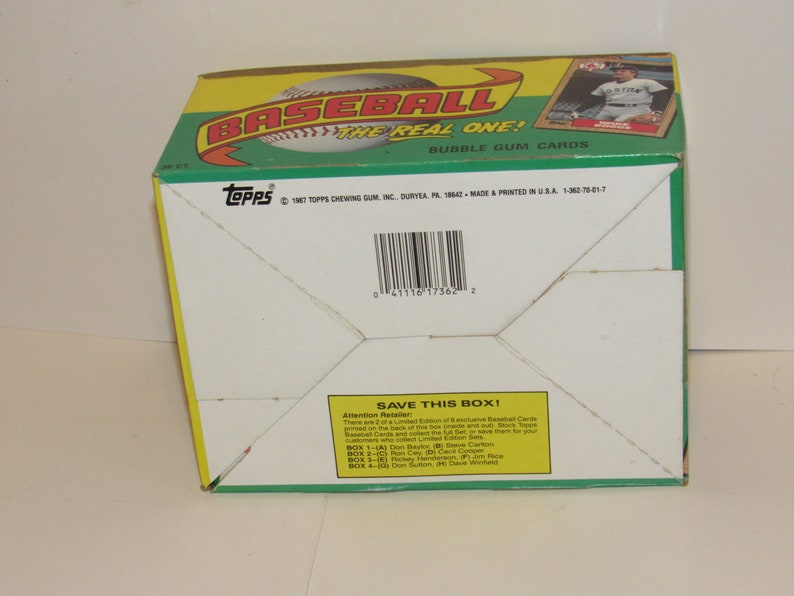 BASEBALL
THE REAL ONE!
BUBBLE GUM CARDS
36 CT.
BOSTON
WADE BOGGS
Topps®
© 1987 TOPPS CHEWING GUM, INC., DURYEA, PA. 18642 • MADE & PRINTED IN U.S.A. 1-362-70-01-7
0 41116 17362 2
SAVE THIS BOX!
Attention Retailer:
There are 2 of a Limited Edition of 8 exclusive Baseball Cards
printed on the back of this box (inside and out). Stock Topps
Baseball Cards and collect the full Set; or save them for your
customers who collect Limited Edition Sets.
BOX 1–(A) Don Baylor, (B) Steve Carlton
BOX 2–(C) Ron Cey, (D) Cecil Cooper
BOX 3–(E) Rickey Henderson, (F) Jim Rice
BOX 4–(G) Don Sutton, (H) Dave Winfield